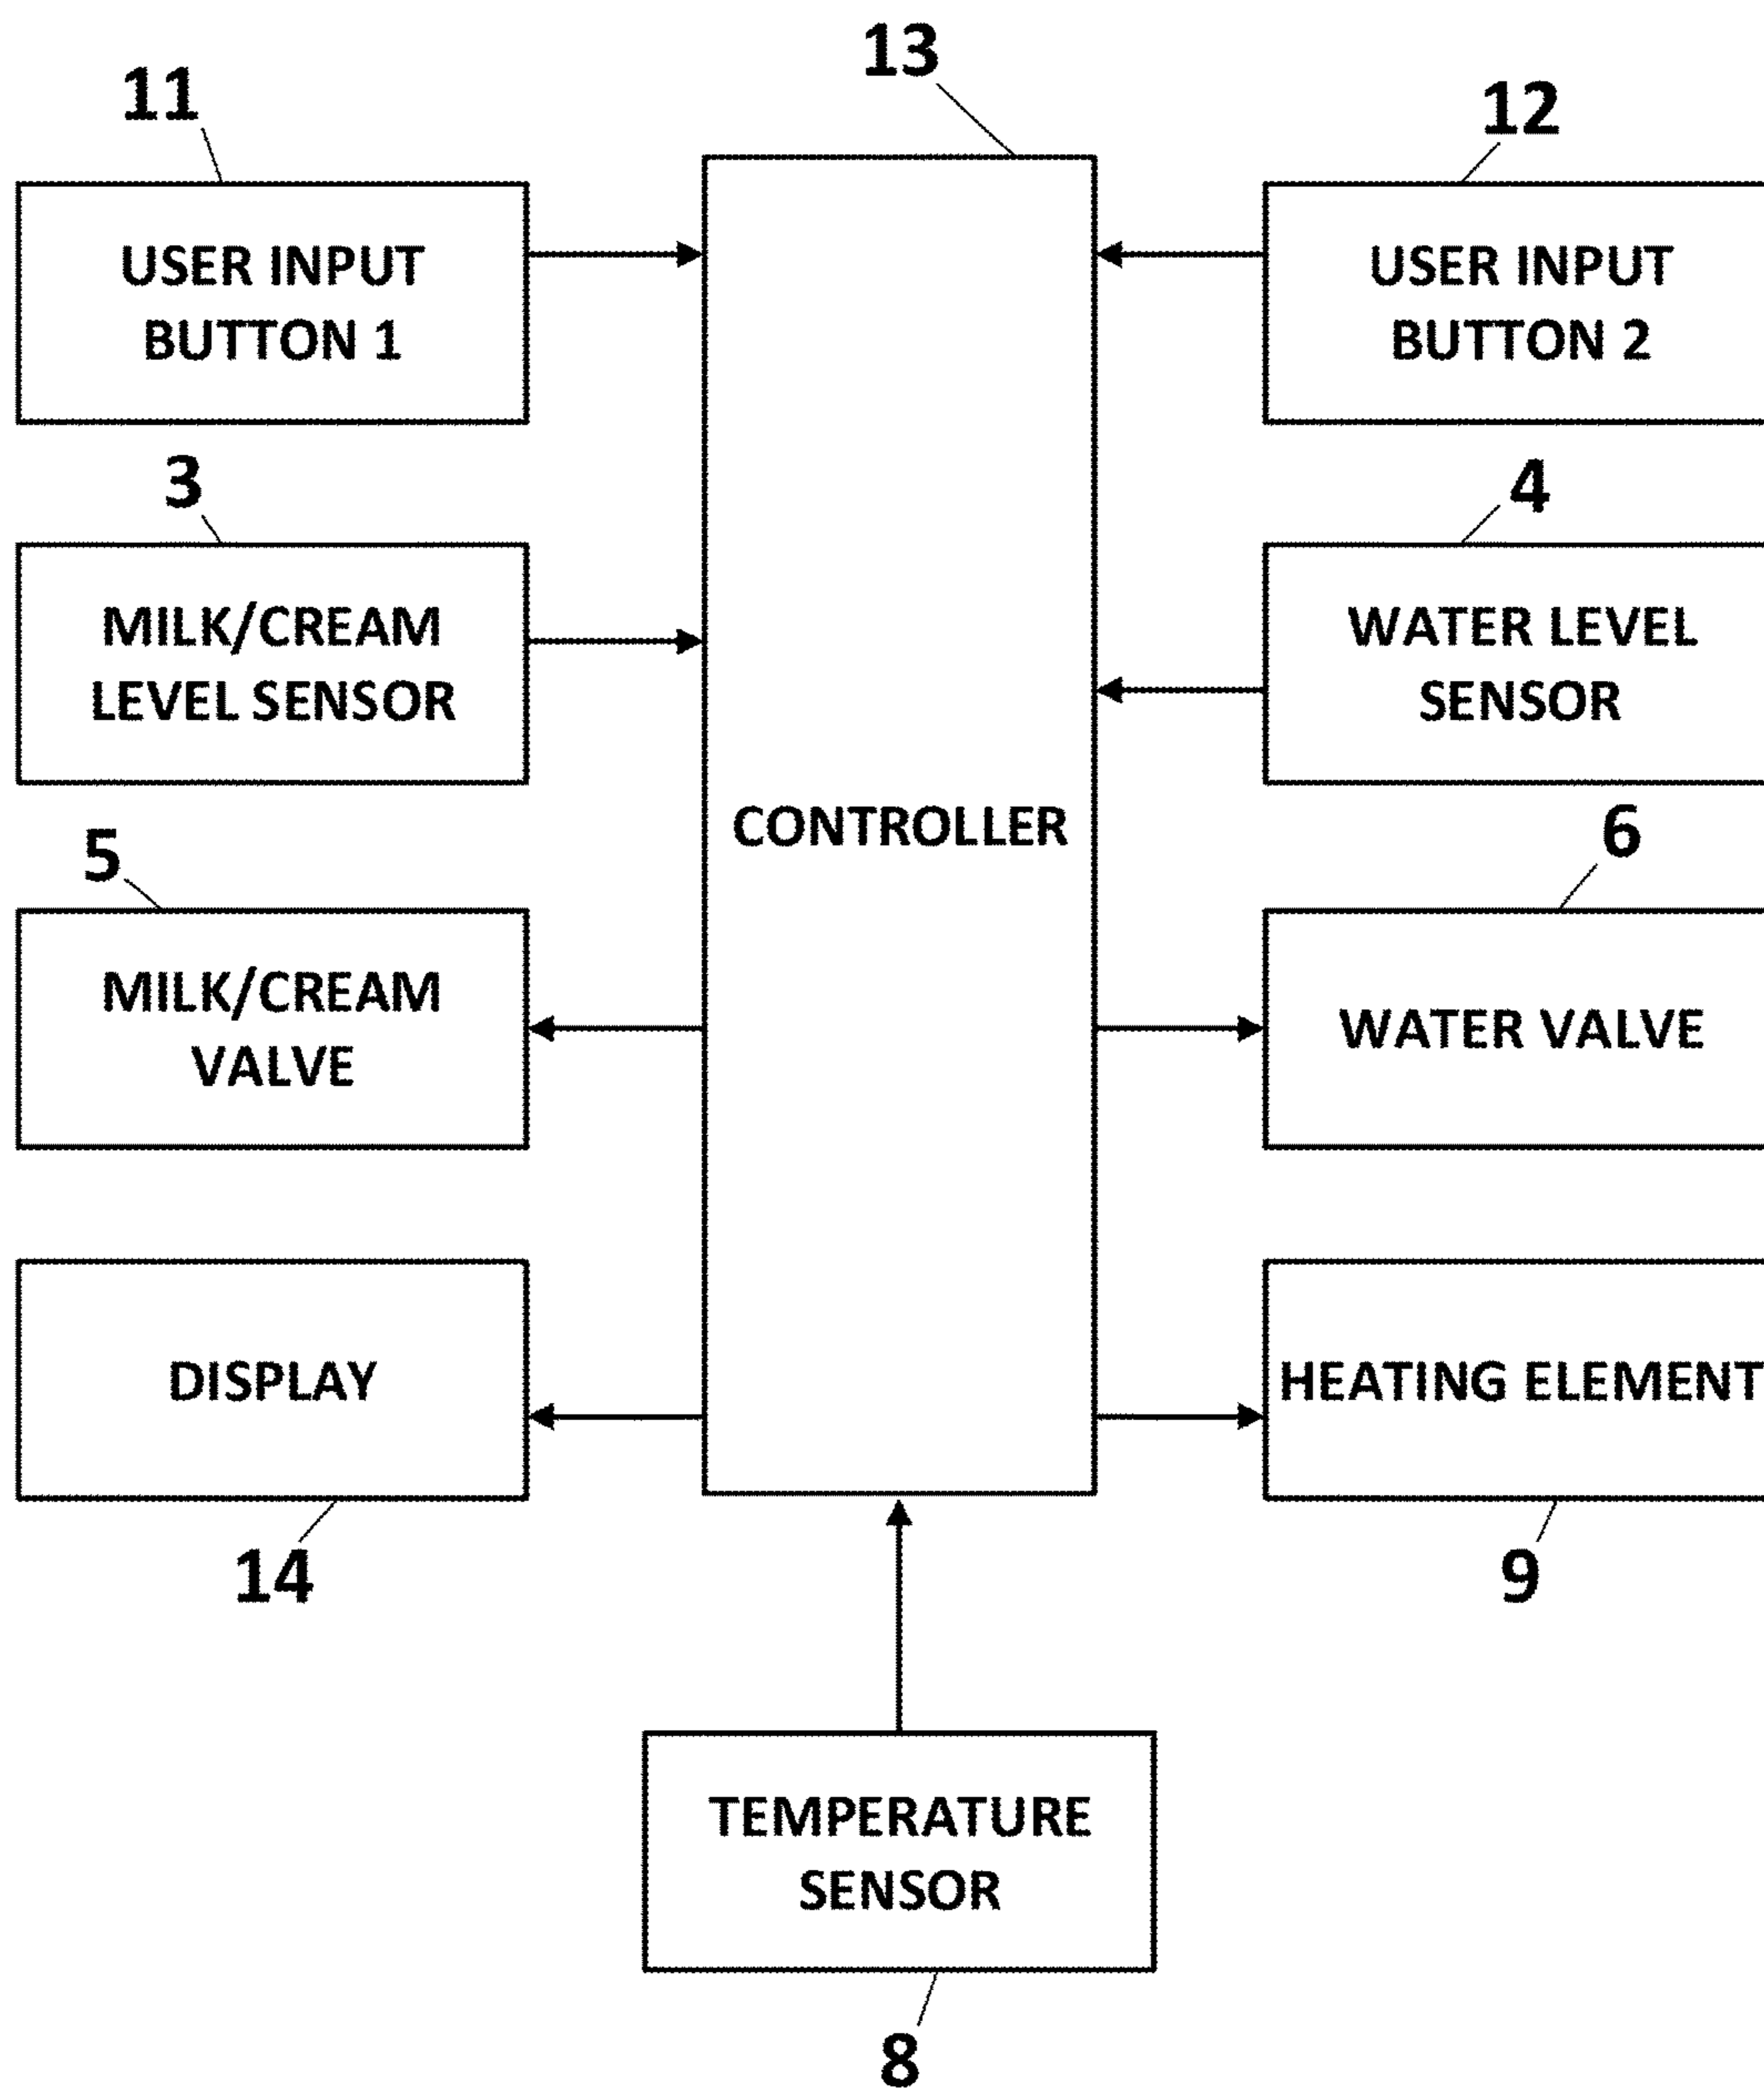 13
11
12
USER INPUT
BUTTON 1
USER INPUT
BUTTON 2
3
4
MILK/CREAM
LEVEL SENSOR
WATER LEVEL
SENSOR
CONTROLLER
5
6
MILK/CREAM
VALVE
WATER VALVE
DISPLAY
HEATING ELEMENT
14
9
TEMPERATURE
SENSOR
8